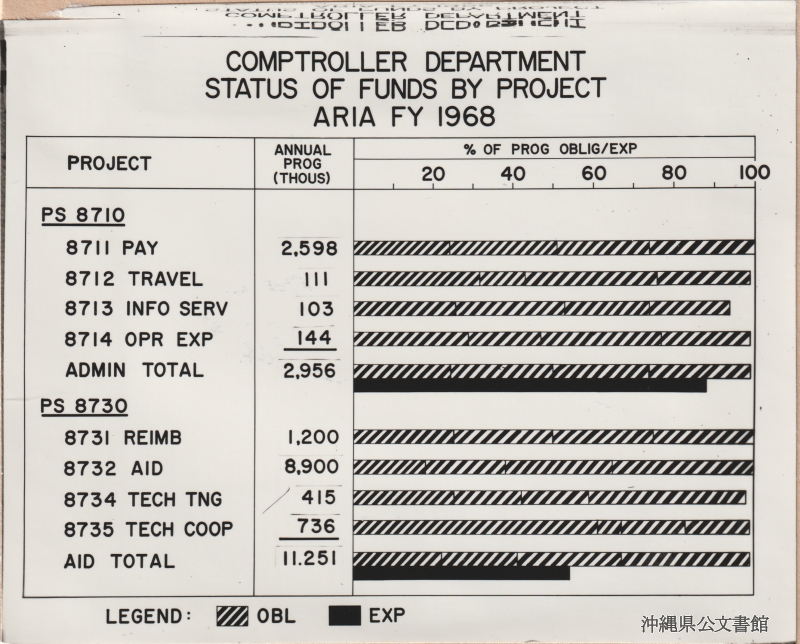 COMPTROLLER DEPARTMENT
COMPTROLLER DEPARTMENT
STATUS OF FUNDS BY PROJECT
ARIA FY 1968
PROJECT ANNUAL PROG (THOUS) % OF PROG OBLIG/EXP
20 40 60 80 100
PS 8710
8711 PAY 2,598
8712 TRAVEL 111
8713 INFO SERV 103
8714 OPR EXP 144
ADMIN TOTAL 2,956
PS 8730
8731 REIMB 1,200
8732 AID 8,900
8734 TECH TNG 415
8735 TECH COOP 736
AID TOTAL 11.251
LEGEND: OBL EXP
沖縄県公文書館